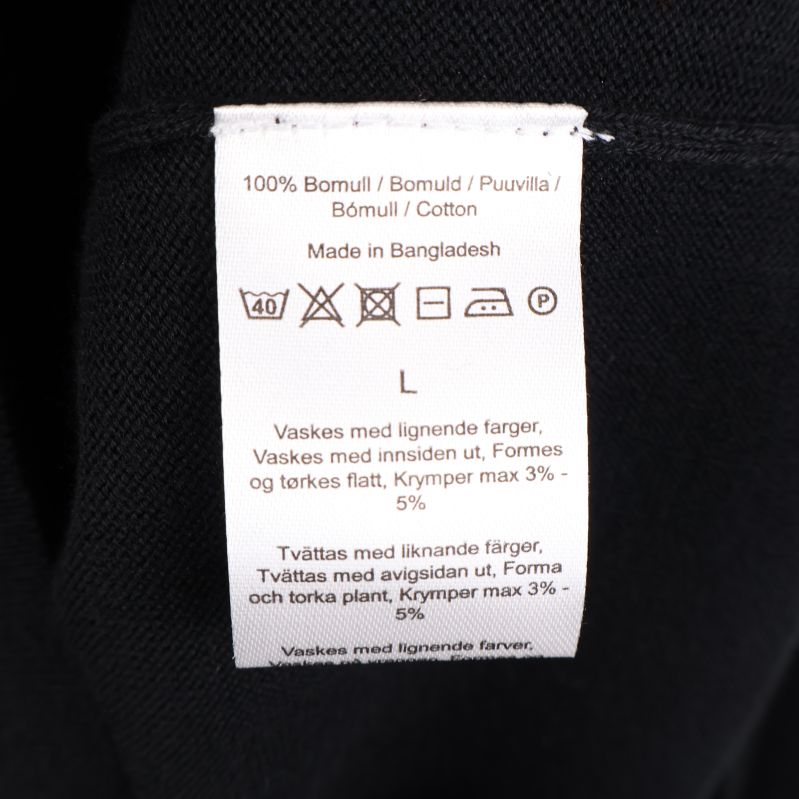 100% Bomull / Bomuld / Puuvilla /
Bómull / Cotton
Made in Bangladesh
40 P
L
Vaskes med lignende farger,
Vaskes med innsiden ut, Formes
og tørkes flatt, Krymper max 3% -
5%
Tvättas med liknande färger,
Tvättas med avigsidan ut, Forma
och torka plant, Krymper max 3% -
5%
Vaskes med lignende farver,